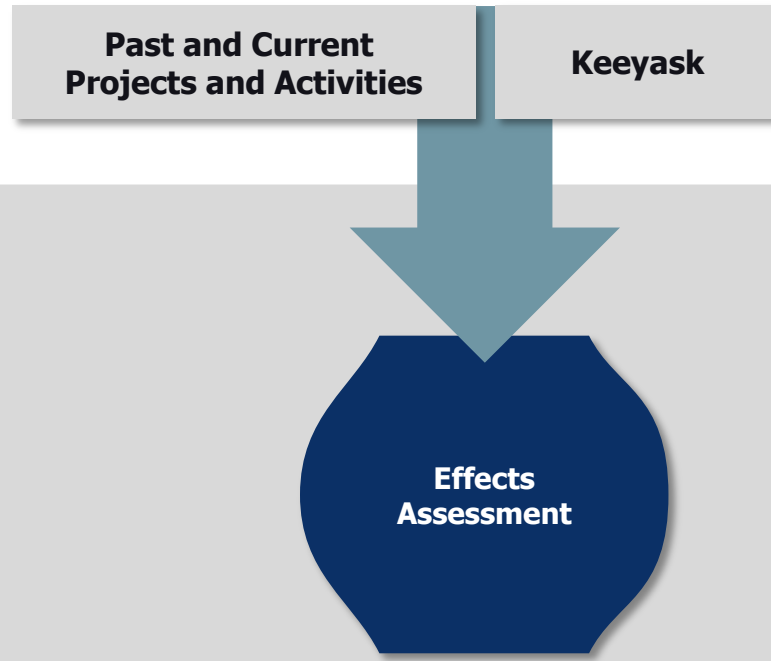 Past and Current
Projects and Activities
Keeyask
Effects
Assessment